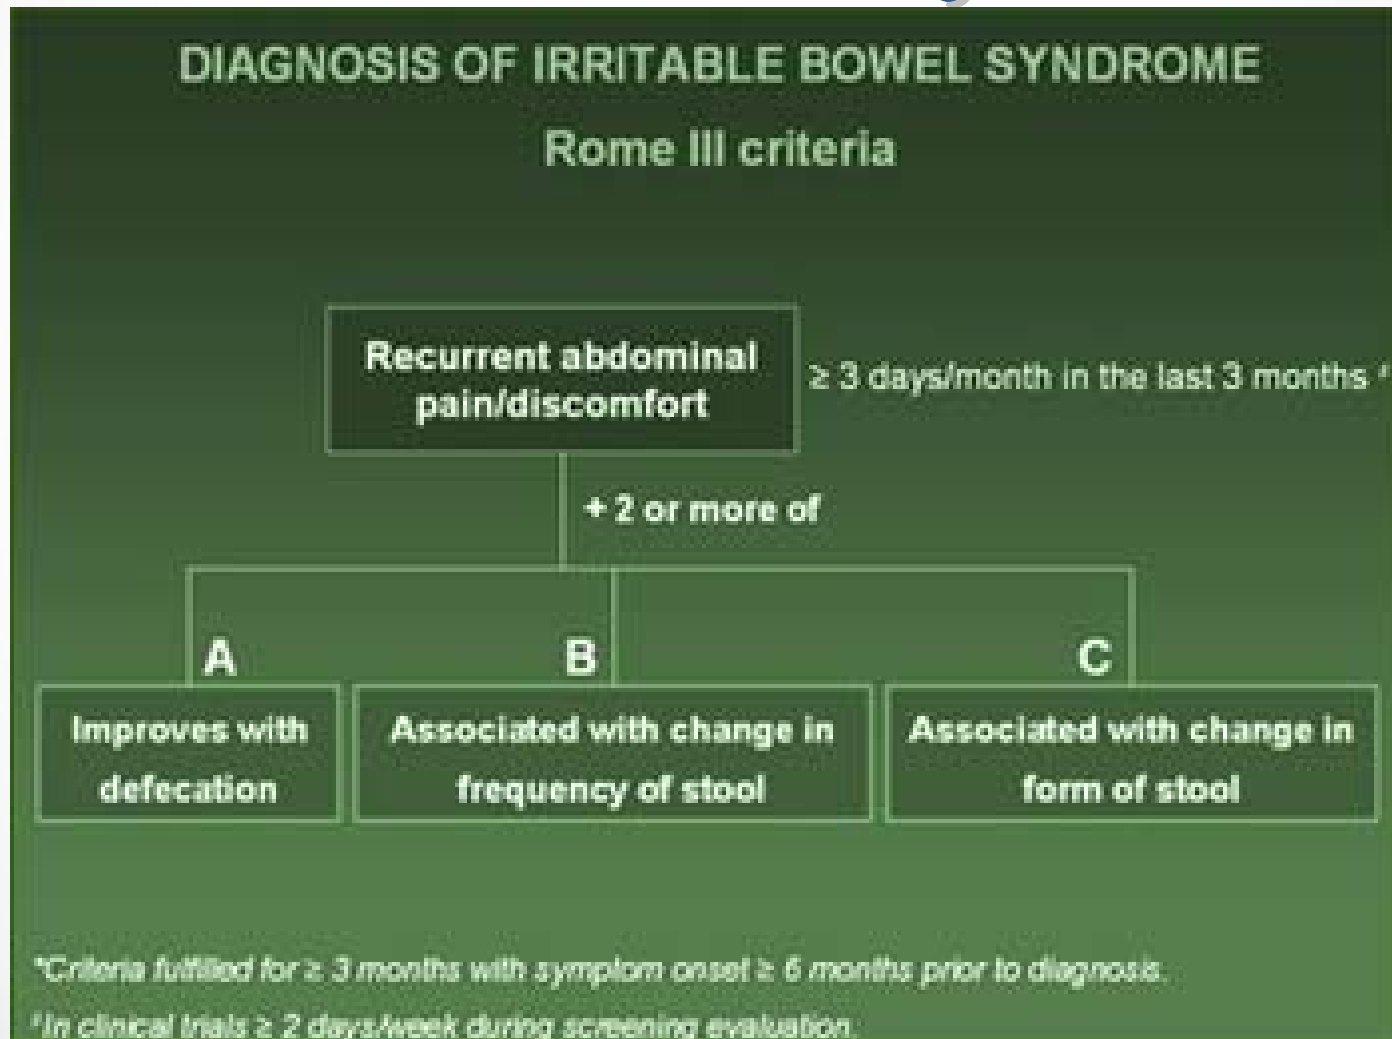 DIAGNOSIS OF IRRITABLE BOWEL SYNDROME
Rome III criteria
Recurrent abdominal
pain/discomfort
≥ 3 days/month in the last 3 months
+ 2 or more of
A
B
C
Improves with
defecation
Associated with change in
frequency of stool
Associated with change in
form of stool
*Criteria fulfilled for ≥ 3 months with symptom onset ≥ 6 months prior to diagnosis.
In clinical trials ≥ 2 days/week during screening evaluation.